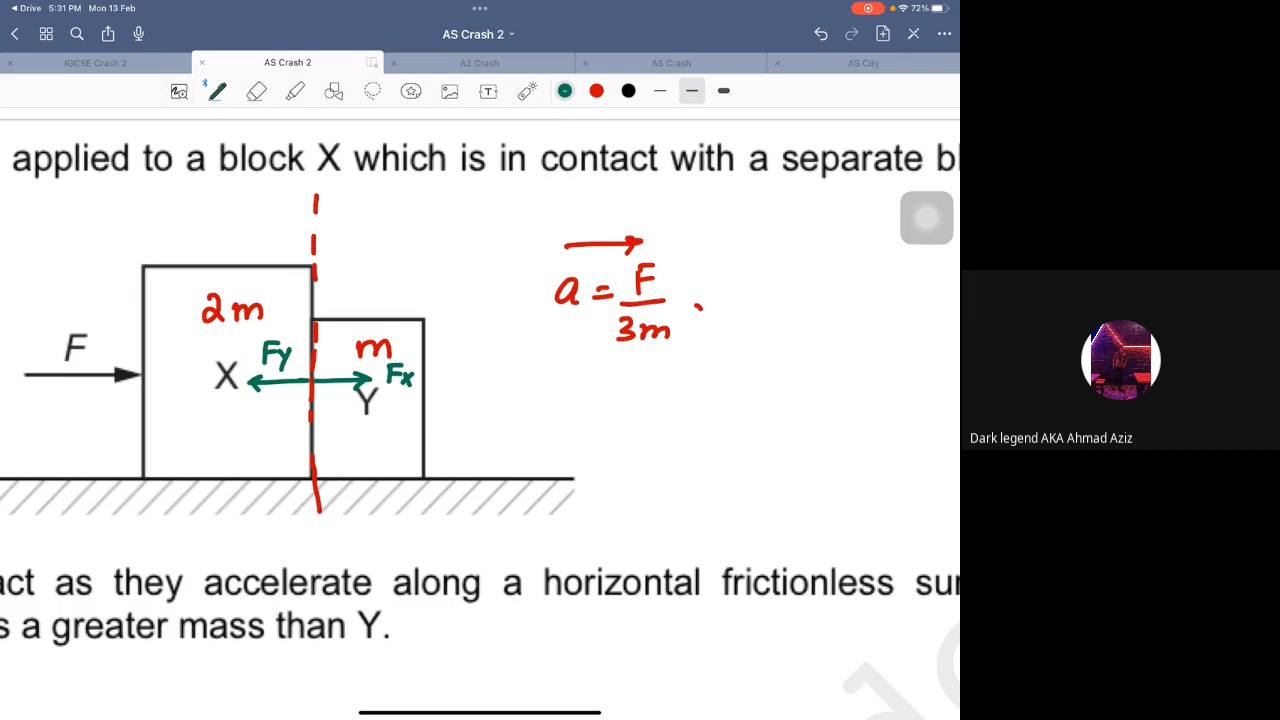 Drive 5:31 PM Mon 13 Feb
72%
AS Crash 2
IGCSE Crash 2
AS Crash 2
A2 Crash
AS Crash
AS City
T
applied to a block X which is in contact with a separate bl
a = F
3m
2m
m
F
Fy
X
Fx
Y
act as they accelerate along a horizontal frictionless sur
s a greater mass than Y.
Dark legend AKA Ahmad Aziz